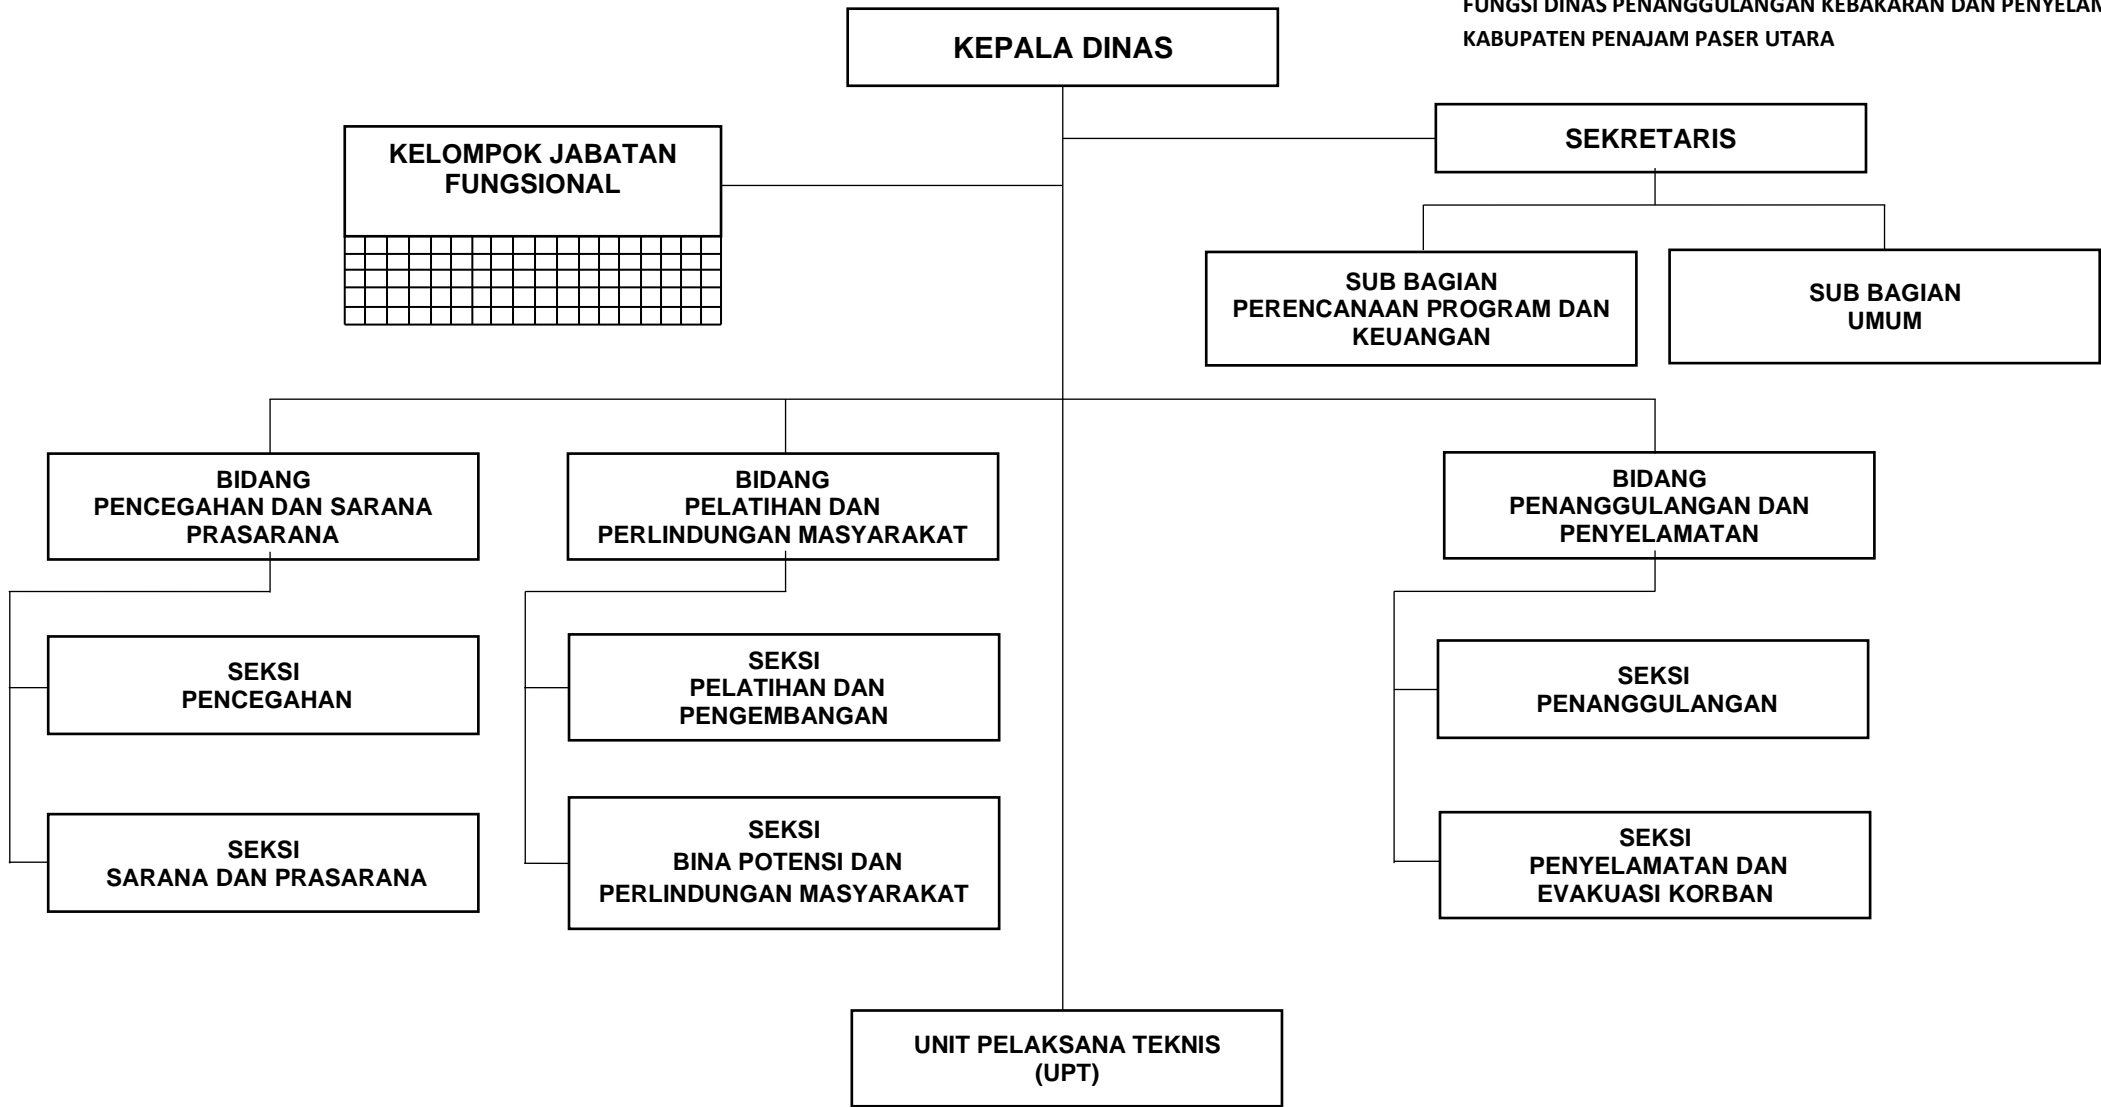 FUNGSI DINAS PENANGGULANGAN KEBAKARAN DAN
KABUPATEN PENAJAM PASER UTARA
KEPALA DINAS
SEKRETARIS
KELOMPOK JABATAN
FUNGSIONAL
SUB BAGIAN
PERENCANAAN PROGRAM DAN
KEUANGAN
SUB BAGIAN
UMUM
BIDANG
PENCEGAHAN DAN SARANA
PRASARANA
BIDANG
PELATIHAN DAN
PERLINDUNGAN MASYARAKAT
BIDANG
PENANGGULANGAN DAN
PENYELAMATAN
SEKSI
PENCEGAHAN
SEKSI
PELATIHAN DAN
PENGEMBANGAN
SEKSI
PENANGGULANGAN
SEKSI
SARANA DAN PRASARANA
SEKSI
BINA POTENSI DAN
PERLINDUNGAN MASYARAKAT
SEKSI
PENYELAMATAN DAN
EVAKUASI KORBAN
UNIT PELAKSANA TEKNIS
(UPT)